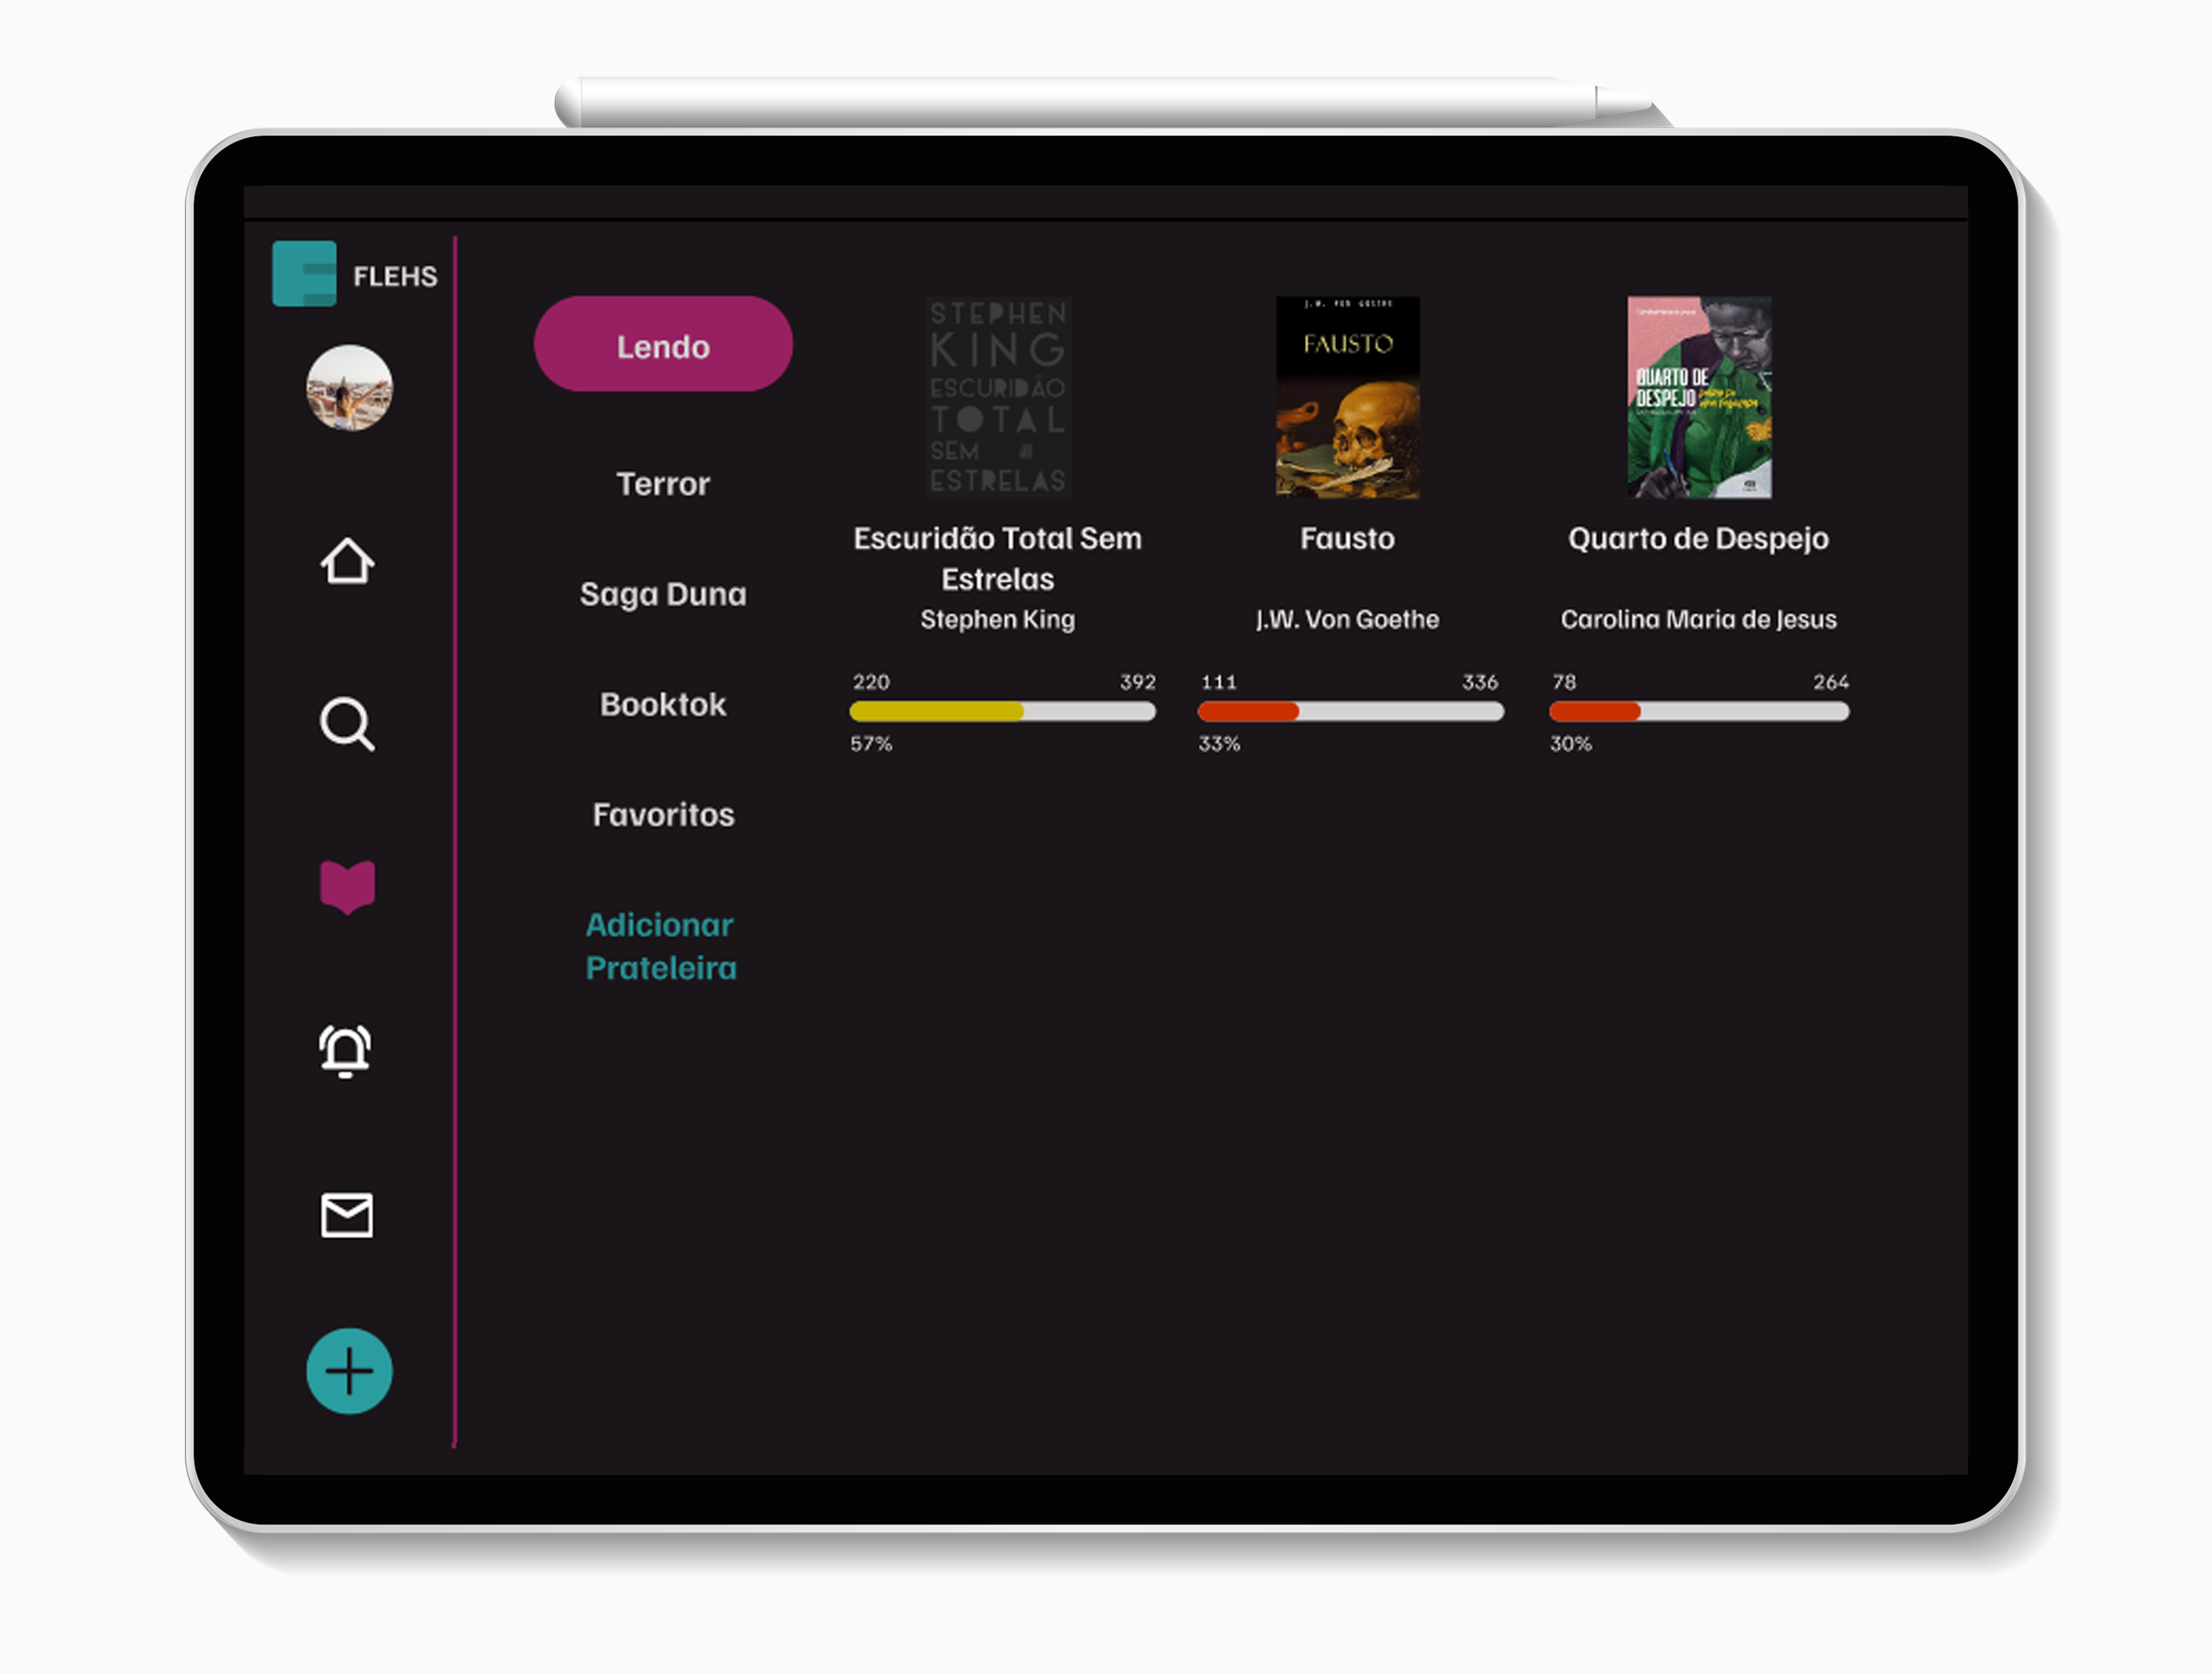 FLEHS
Lendo
Terror
Saga Duna
Booktok
Favoritos
Adicionar
Prateleira
STEPHEN
KING
ESCURIDÃO
TOTAL
SEM
ESTRELAS
Escuridão Total Sem
Estrelas
Stephen King
220 392
57%
J.W. VON GOETHE
FAUSTO
Fausto
J.W. Von Goethe
111 336
33%
QUARTO DE
DESPEJO
Quarto de Despejo
Carolina Maria de Jesus
78 264
30%